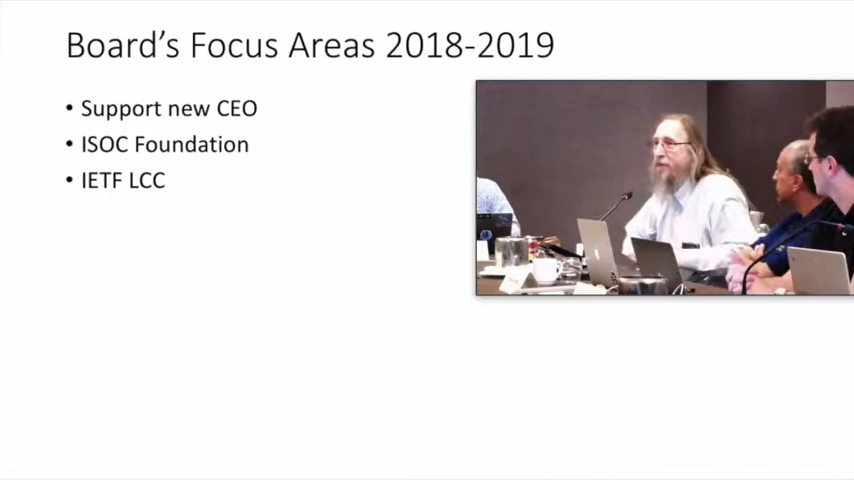 Board's Focus Areas 2018-2019
• Support new CEO
• ISOC Foundation
• IETF LCC